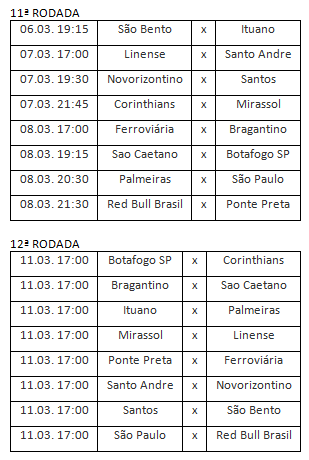 11ª RODADA
06.03. 19:15 São Bento x Ituano
07.03. 17:00 Linense x Santo Andre
07.03. 19:30 Novorizontino x Santos
07.03. 21:45 Corinthians x Mirassol
08.03. 17:00 Ferroviária x Bragantino
08.03. 19:15 Sao Caetano x Botafogo SP
08.03. 20:30 Palmeiras x São Paulo
08.03. 21:30 Red Bull Brasil x Ponte Preta
12ª RODADA
11.03. 17:00 Botafogo SP x Corinthians
11.03. 17:00 Bragantino x Sao Caetano
11.03. 17:00 Ituano x Palmeiras
11.03. 17:00 Mirassol x Linense
11.03. 17:00 Ponte Preta x Ferroviária
11.03. 17:00 Santo Andre x Novorizontino
11.03. 17:00 Santos x São Bento
11.03. 17:00 São Paulo x Red Bull Brasil